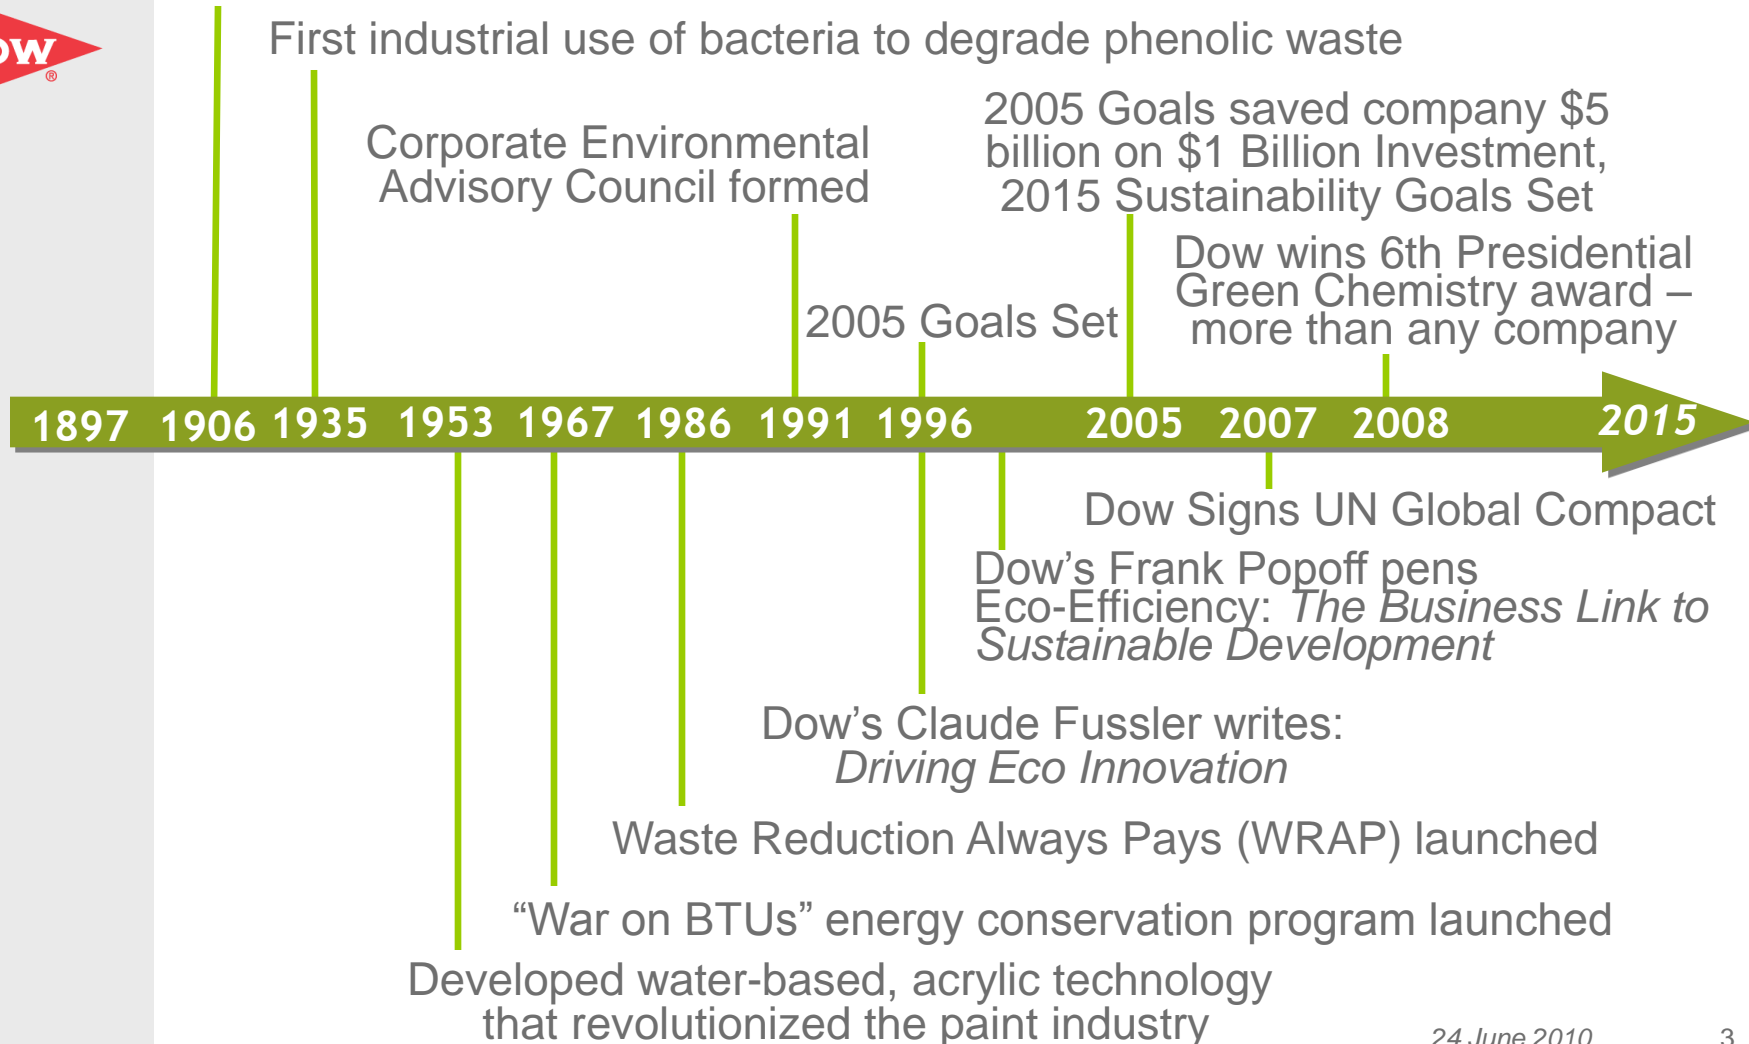 First industrial use of bacteria to degrade phenolic waste
Corporate Environmental
Advisory Council formed
2005 Goals saved company $5
billion on $1 Billion Investment,
2015 Sustainability Goals Set
Dow wins 6th Presidential
Green Chemistry award –
more than any company
2005 Goals Set
1897 1906 1935 1953 1967 1986 1991 1996 2005 2007 2008 2015
Dow Signs UN Global Compact
Dow’s Frank Popoff pens
Eco-Efficiency: The Business Link to
Sustainable Development
Dow’s Claude Fussler writes:
Driving Eco Innovation
Waste Reduction Always Pays (WRAP) launched
“War on BTUs” energy conservation program launched
Developed water-based, acrylic technology
that revolutionized the paint industry
24 June 2010 3